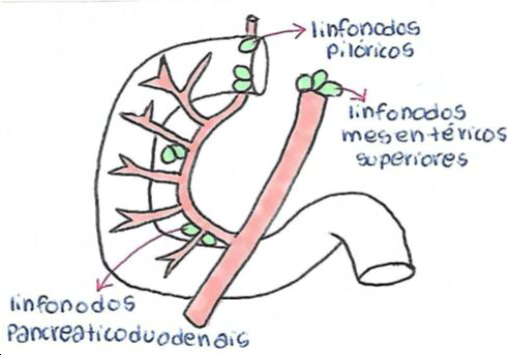 linfonodos
pilóricos
linfonodos
mesentéricos
superiores
linfonodos
pancreaticoduodenais